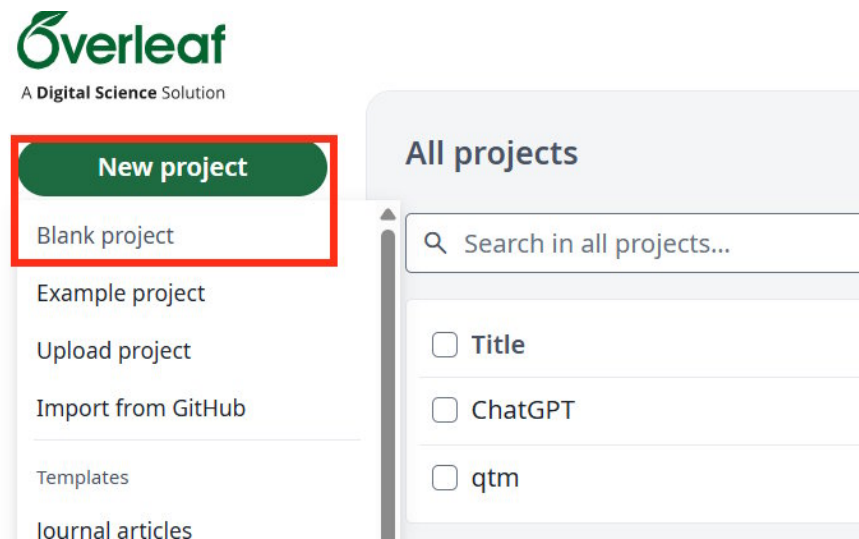 Overleaf
A Digital Science Solution
New project
Blank project
Example project
Upload project
Import from GitHub
Templates
Journal articles
All projects
Search in all projects...
Title
ChatGPT
qtm